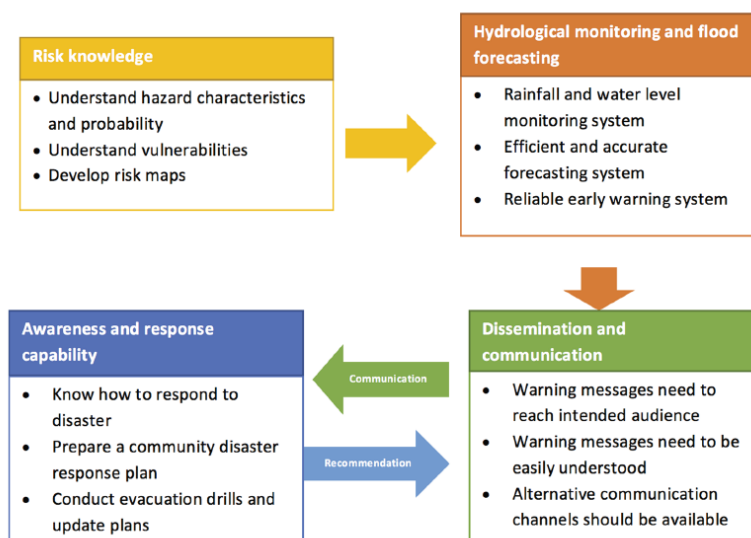 Risk knowledge
• Understand hazard characteristics
and probability
• Understand vulnerabilities
• Develop risk maps
Hydrological monitoring and flood
forecasting
• Rainfall and water level
monitoring system
• Efficient and accurate
forecasting system
• Reliable early warning system
Awareness and response
capability
• Know how to respond to
disaster
• Prepare a community disaster
response plan
• Conduct evacuation drills and
update plans
Communication
Recommendation
Dissemination and
communication
• Warning messages need to
reach intended audience
• Warning messages need to be
easily understood
• Alternative communication
channels should be available